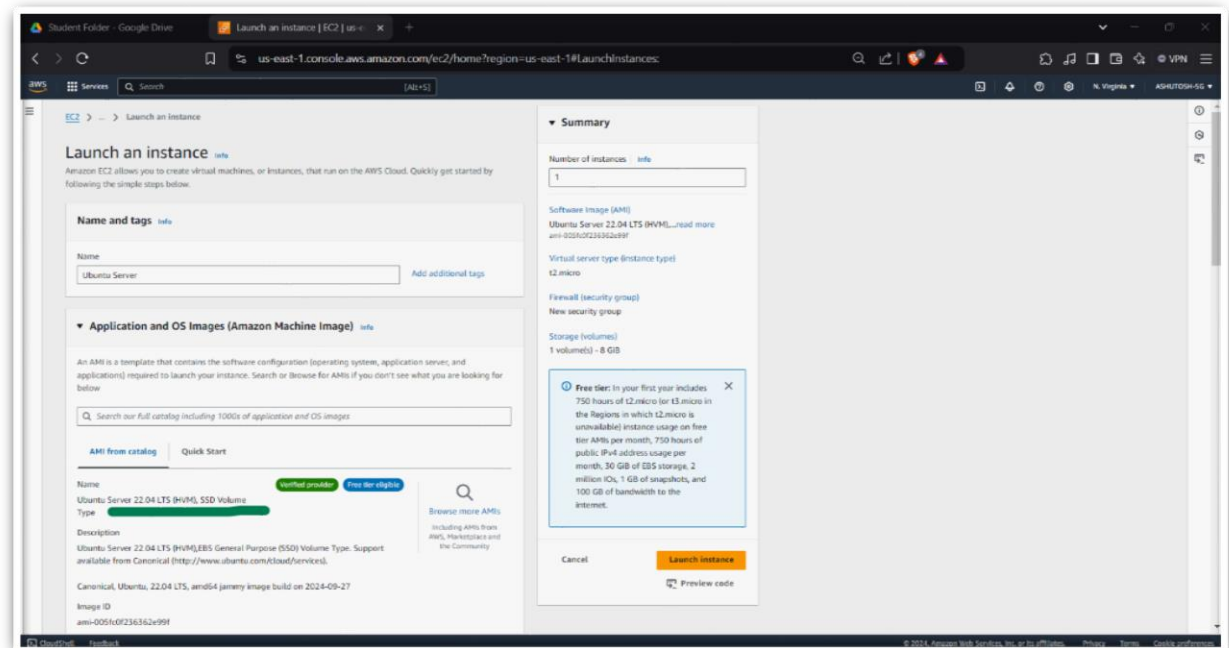 Student Folder - Google Drive
Launch an instance | EC2 | us-e
us-east-1.console.aws.amazon.com/ec2/home?region=us-east-1#LaunchInstances:
VPN
aws
Services
Search
[Alt+S]
N. Virginia
ASHUTOSH-SG
EC2 > ... > Launch an instance
Launch an instance Info
Amazon EC2 allows you to create virtual machines, or instances, that run on the AWS Cloud. Quickly get started by
following the simple steps below.
Name and tags Info
Name
Ubuntu Server
Add additional tags
Application and OS Images (Amazon Machine Image) Info
An AMI is a template that contains the software configuration (operating system, application server, and
applications) required to launch your instance. Search or Browse for AMIs if you don't see what you are looking for
below
Search our full catalog including 1000s of application and OS images
AMI from catalog
Quick Start
Name
Verified provider
Free tier eligible
Ubuntu Server 22.04 LTS (HVM), SSD Volume
Type
Description
Ubuntu Server 22.04 LTS (HVM),EBS General Purpose (SSD) Volume Type. Support
available from Canonical (http://www.ubuntu.com/cloud/services).
Canonical, Ubuntu, 22.04 LTS, amd64 jammy image build on 2024-09-27
Image ID
ami-005fc0f236362e99f
Browse more AMIs
Including AMIs from
AWS, Marketplace and
the Community
Summary
Number of instances Info
1
Software Image (AMI)
Ubuntu Server 22.04 LTS (HVM),...read more
ami-005fc0f236362e99f
Virtual server type (instance type)
t2.micro
Firewall (security group)
New security group
Storage (volumes)
1 volume(s) - 8 GiB
Free tier: In your first year includes
750 hours of t2.micro (or t3.micro in
the Regions in which t2.micro is
unavailable) instance usage on free
tier AMIs per month, 750 hours of
public IPv4 address usage per
month, 30 GiB of EBS storage, 2
million IOs, 1 GB of snapshots, and
100 GB of bandwidth to the
internet.
Cancel
Launch instance
Preview code
CloudShell
Feedback
© 2024, Amazon Web Services, Inc. or its affiliates.
Privacy
Terms
Cookie preferences